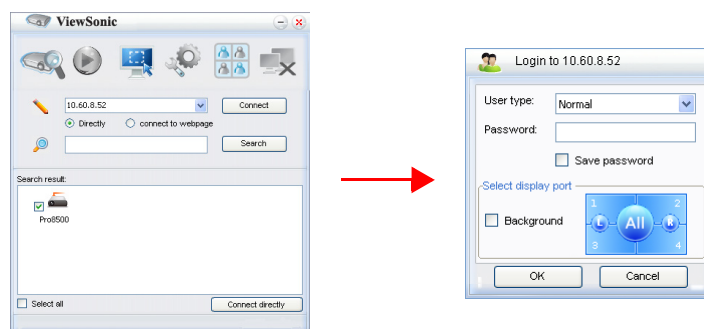 ViewSonic
10.60.8.52
Connect
Directly
connect to webpage
Search
Search result:
Pro8500
Select all
Connect directly
Login to 10.60.8.52
User type:
Normal
Password:
Save password
Select display port
Background
1 2
L All R
3 4
OK
Cancel